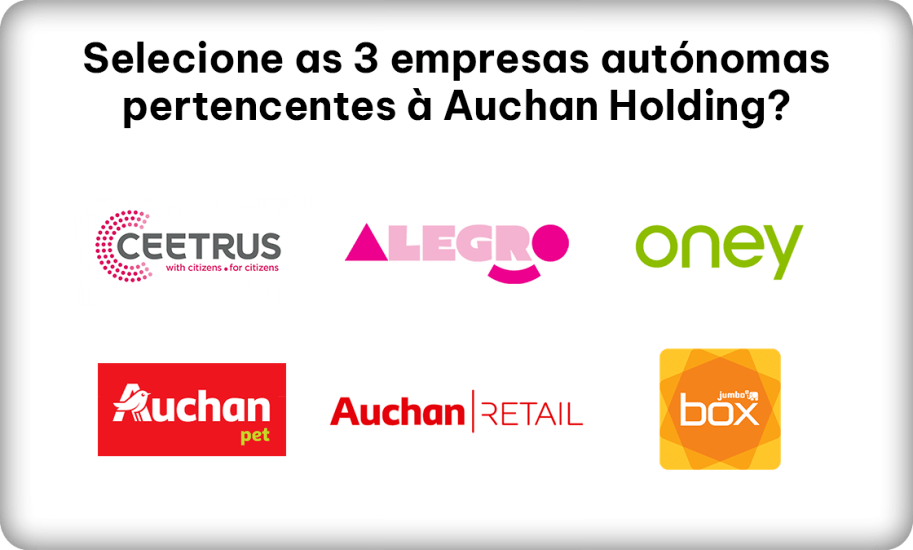 Selecione as 3 empresas autónomas
pertencentes à Auchan Holding?
CEETRUS
with citizens. for citizens
ALEGRO
oney
Auchan
pet
Auchan RETAIL
jumbo
box